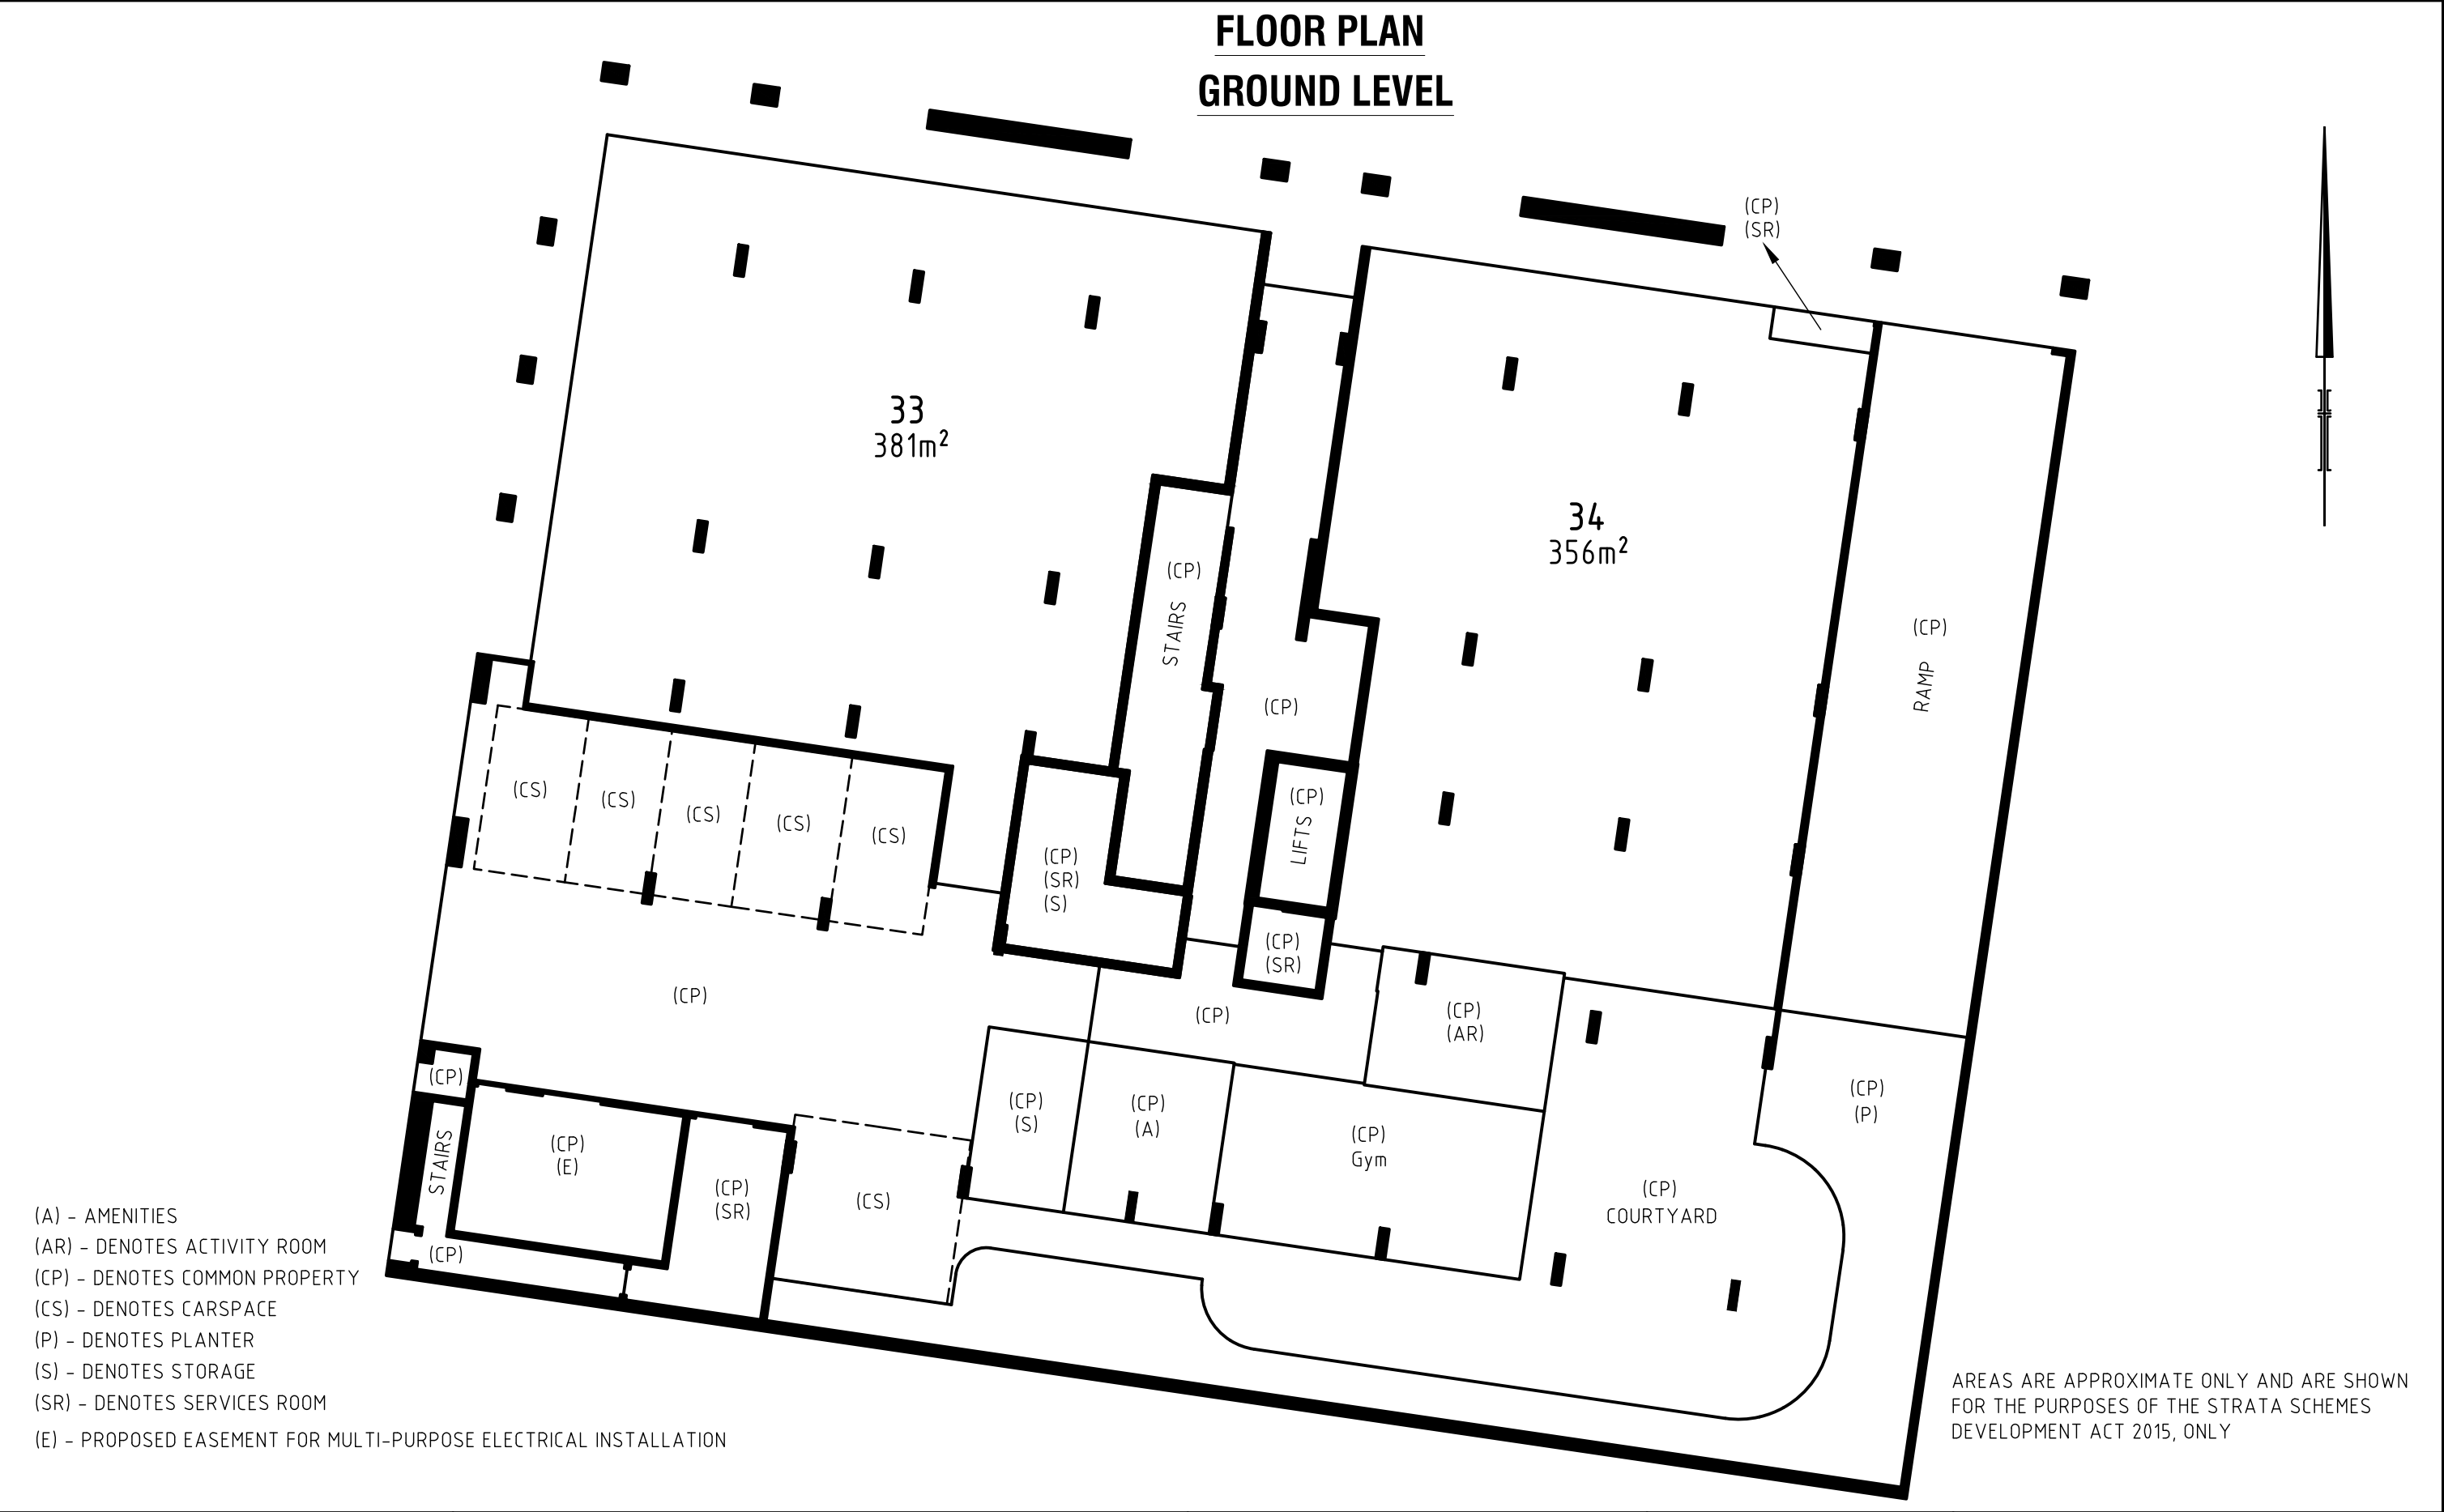 FLOOR PLAN
GROUND LEVEL
(CP)
(SR)
33
381m²
34
356m²
(CP)
STAIRS
(CP)
RAMP
(CP)
(CS)
(CS)
(CS)
(CS)
(CS)
(CP)
LIFTS
(CP)
(SR)
(S)
(CP)
(SR)
(CP)
(CP)
(CP)
(AR)
(CP)
STAIRS
(CP)
(E)
(CP)
(SR)
(CS)
(CP)
(S)
(CP)
(A)
(CP)
Gym
(CP)
(P)
(CP)
COURTYARD
(CP)
(A) - AMENITIES
(AR) - DENOTES ACTIVITY ROOM
(CP) - DENOTES COMMON PROPERTY
(CS) - DENOTES CARSPACE
(P) - DENOTES PLANTER
(S) - DENOTES STORAGE
(SR) - DENOTES SERVICES ROOM
(E) - PROPOSED EASEMENT FOR MULTI-PURPOSE ELECTRICAL INSTALLATION
AREAS ARE APPROXIMATE ONLY AND ARE SHOWN
FOR THE PURPOSES OF THE STRATA SCHEMES
DEVELOPMENT ACT 2015, ONLY